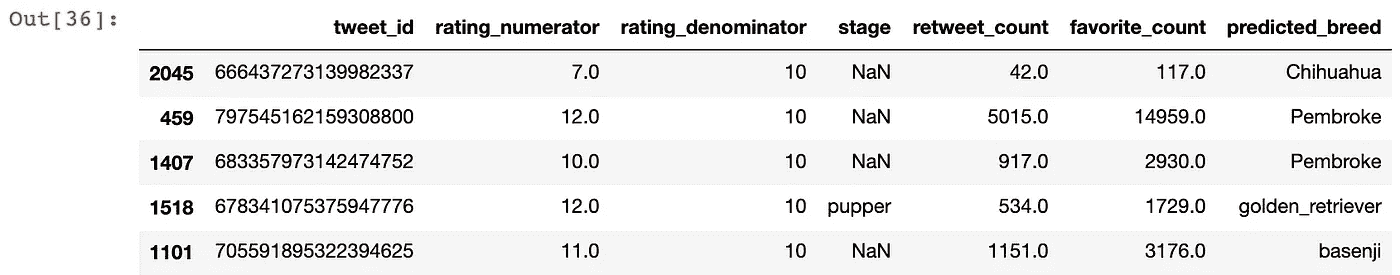 Out[36]:
tweet_id rating_numerator rating_denominator stage retweet_count favorite_count predicted_breed
2045 666437273139982337 7.0 10 NaN 42.0 117.0 Chihuahua
459 797545162159308800 12.0 10 NaN 5015.0 14959.0 Pembroke
1407 683357973142474752 10.0 10 NaN 917.0 2930.0 Pembroke
1518 678341075375947776 12.0 10 pupper 534.0 1729.0 golden_retriever
1101 705591895322394625 11.0 10 NaN 1151.0 3176.0 basenji